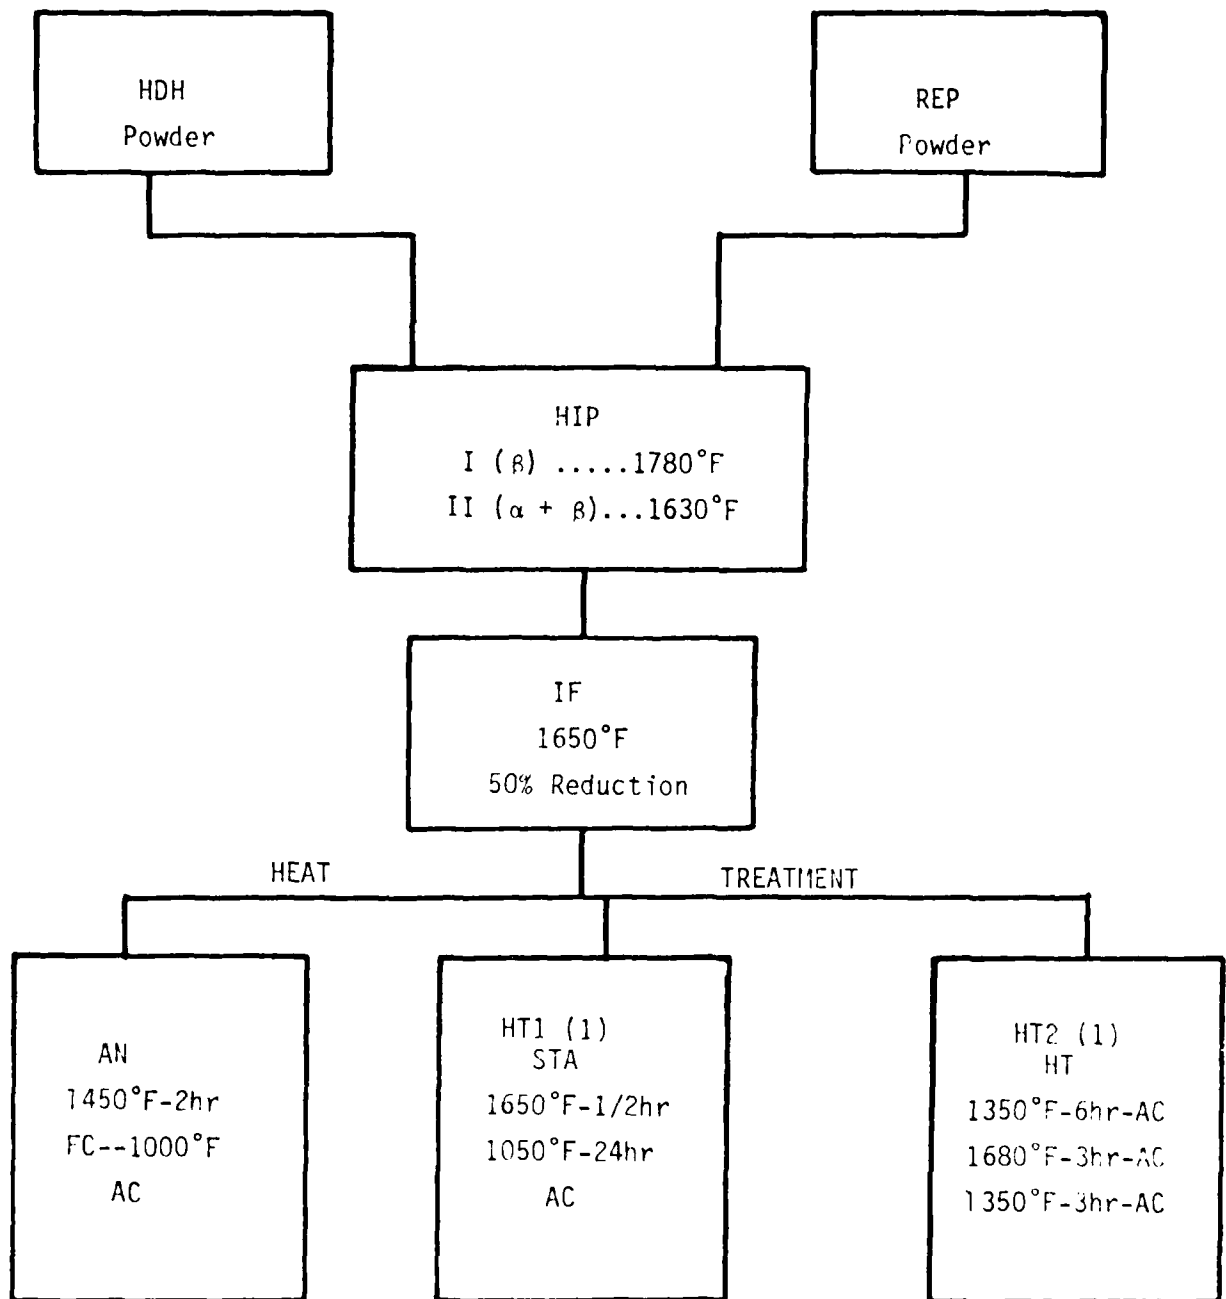 HDH
Powder
REP
Powder
HIP
I (β) .....1780°F
II (α + β)...1630°F
IF
1650°F
50% Reduction
HEAT TREATMENT
AN
1450°F-2hr
FC--1000°F
AC
HT1 (1)
STA
1650°F-1/2hr
1050°F-24hr
AC
HT2 (1)
HT
1350°F-6hr-AC
1680°F-3hr-AC
1350°F-3hr-AC